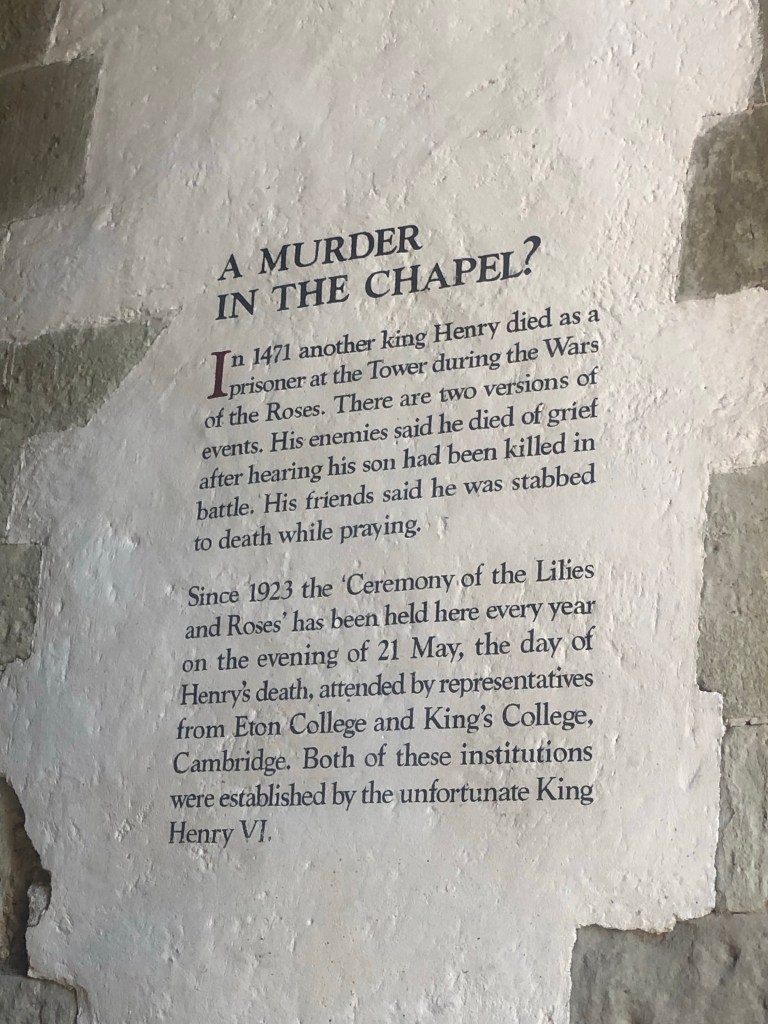 A MURDER
IN THE CHAPEL?
In 1471 another king Henry died as a
prisoner at the Tower during the Wars
of the Roses. There are two versions of
events. His enemies said he died of grief
after hearing his son had been killed in
battle. His friends said he was stabbed
to death while praying.
Since 1923 the ‘Ceremony of the Lilies
and Roses’ has been held here every year
on the evening of 21 May, the day of
Henry’s death, attended by representatives
from Eton College and King’s College,
Cambridge. Both of these institutions
were established by the unfortunate King
Henry VI.